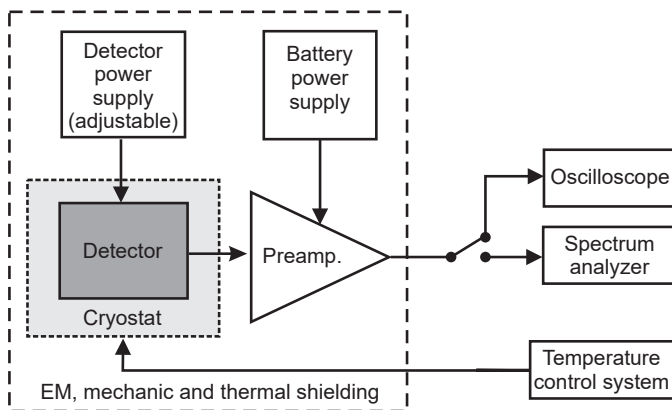 Detector
power
supply
(adjustable)
Battery
power
supply
Oscilloscope
Detector
Preamp.
Spectrum
analyzer
Cryostat
Temperature
control system
EM, mechanic and thermal shielding